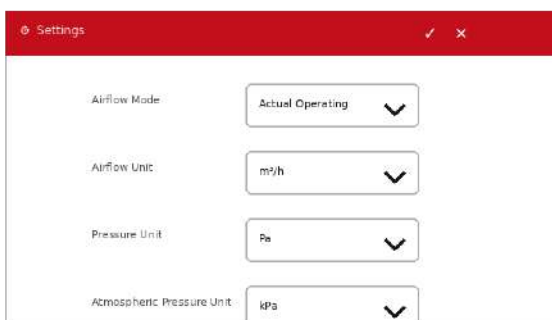 Settings
Airflow Mode
Actual Operating
Airflow Unit
m³/h
Pressure Unit
Pa
Atmospheric Pressure Unit
kPa